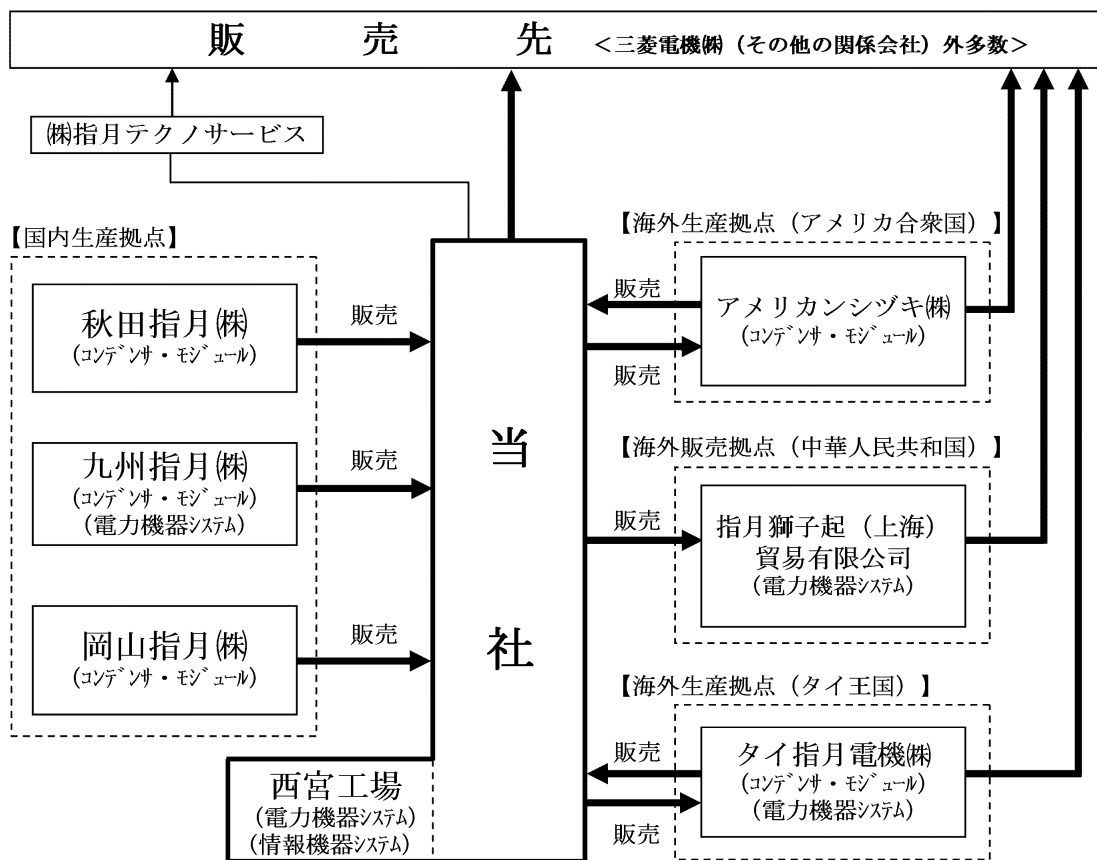 販売先 <三菱電機㈱(その他の関係会社)外多数>
㈱指月テクノサービス
【国内生産拠点】
秋田指月㈱
(コンデンサ・モジュール)
販売
九州指月㈱
(コンデンサ・モジュール)
(電力機器システム)
販売
岡山指月㈱
(コンデンサ・モジュール)
販売
当社
西宮工場
(電力機器システム)
(情報機器システム)
【海外生産拠点(アメリカ合衆国)】
販売
販売
アメリカンシヅキ㈱
(コンデンサ・モジュール)
【海外販売拠点(中華人民共和国)】
販売
指月獅子起(上海)
貿易有限公司
(電力機器システム)
【海外生産拠点(タイ王国)】
販売
販売
タイ指月電機㈱
(コンデンサ・モジュール)
(電力機器システム)